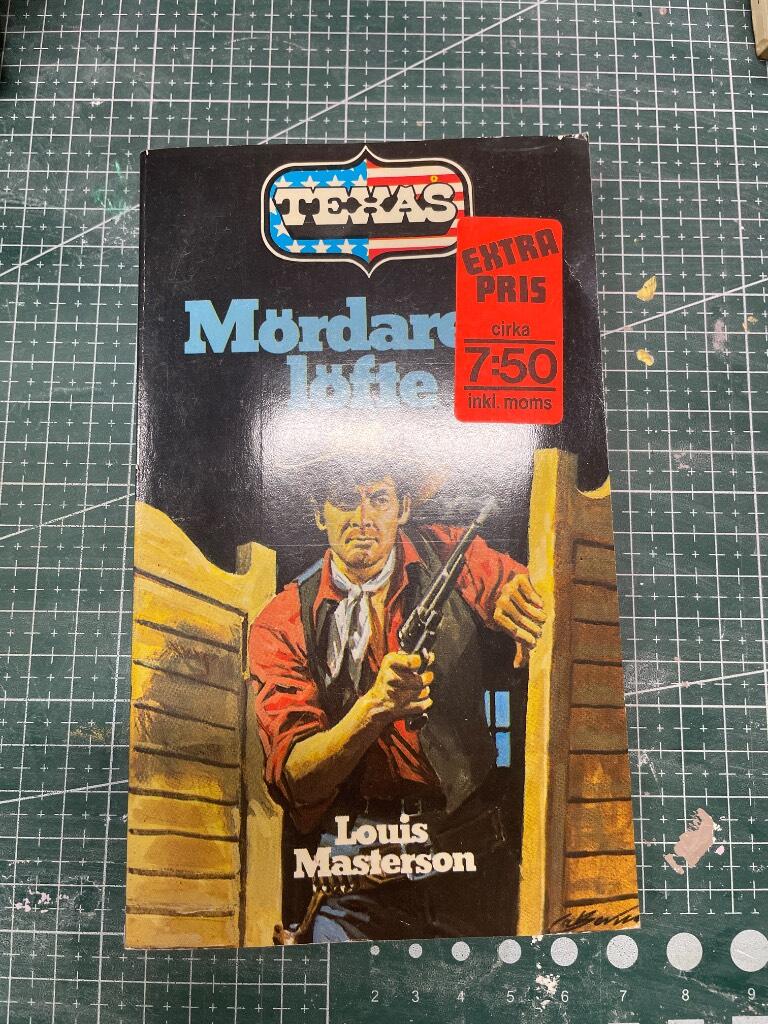 TEXAS
EXTRA
PRIS
cirka
7:50
inkl. moms
Mördare
löfte
Louis
Masterson
2 3 4 5 6 7 8 9